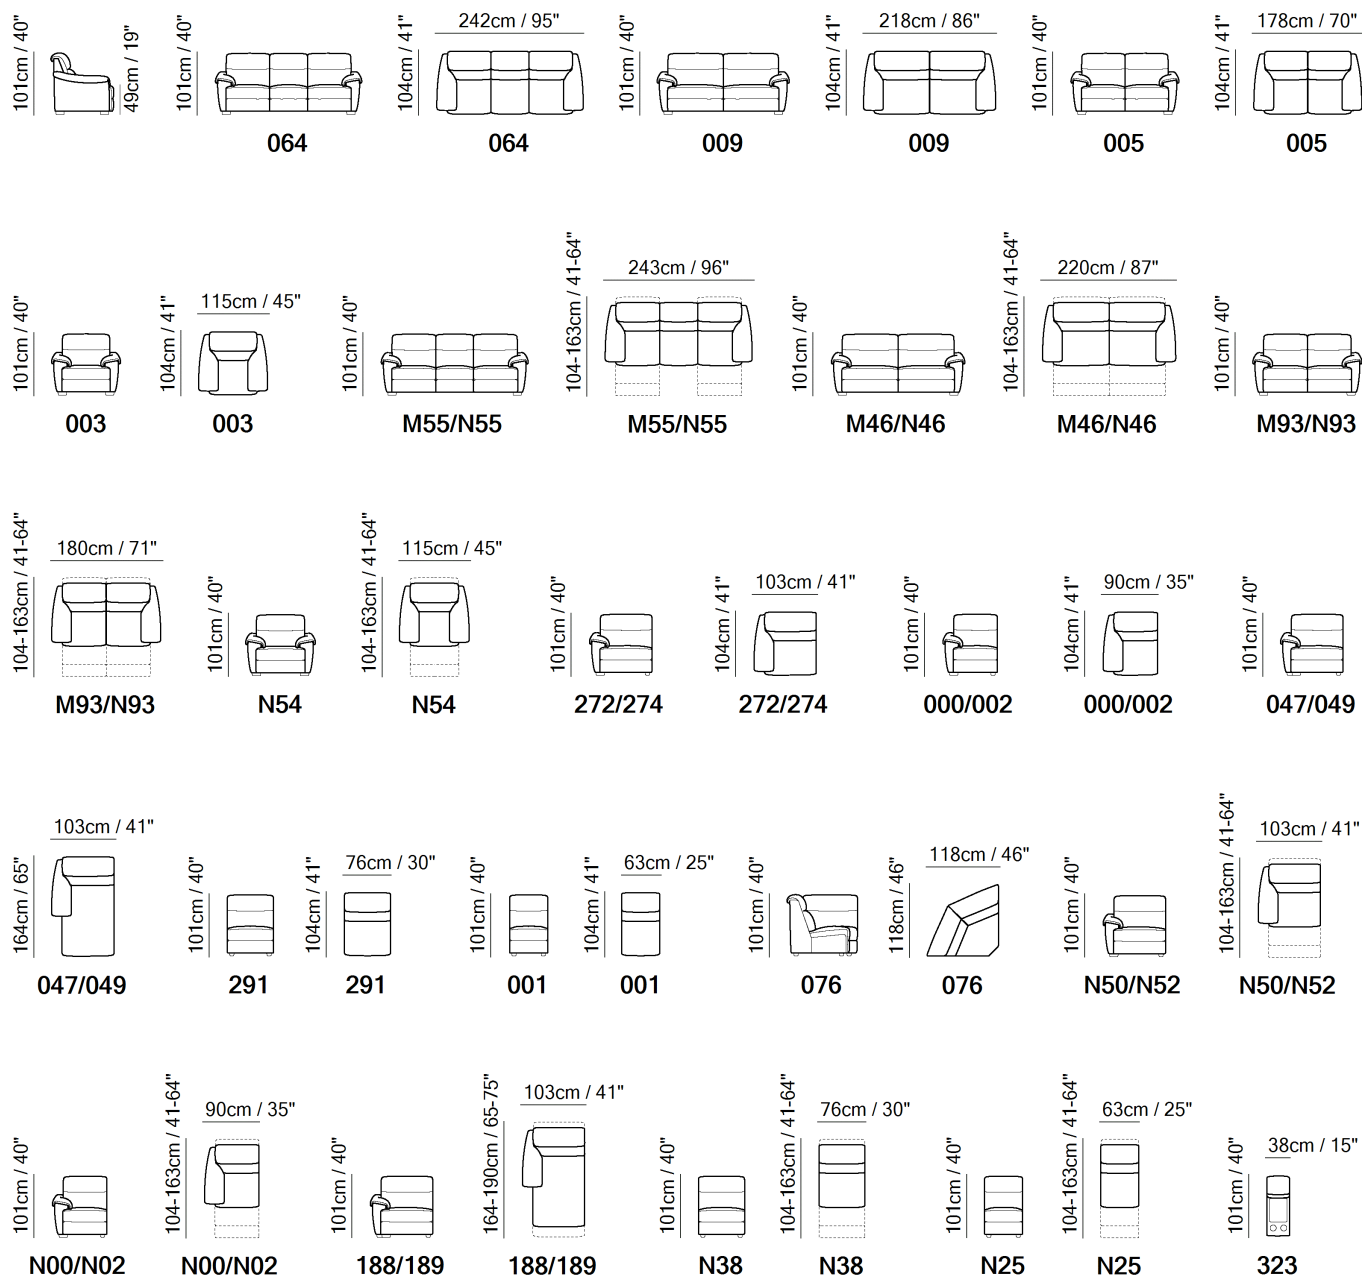 101cm / 40"
49cm / 19"
101cm / 40"
064
104cm / 41"
242cm / 95"
064
101cm / 40"
009
104cm / 41"
218cm / 86"
009
101cm / 40"
005
104cm / 41"
178cm / 70"
005
101cm / 40"
003
104cm / 41"
115cm / 45"
003
101cm / 40"
M55/N55
104-163cm / 41-64"
243cm / 96"
M55/N55
101cm / 40"
M46/N46
104-163cm / 41-64"
220cm / 87"
M46/N46
101cm / 40"
M93/N93
104-163cm / 41-64"
180cm / 71"
M93/N93
101cm / 40"
N54
104-163cm / 41-64"
115cm / 45"
N54
101cm / 40"
272/274
104cm / 41"
103cm / 41"
272/274
101cm / 40"
000/002
104cm / 41"
90cm / 35"
000/002
101cm / 40"
047/049
164cm / 65"
103cm / 41"
047/049
101cm / 40"
291
104cm / 41"
76cm / 30"
291
101cm / 40"
001
104cm / 41"
63cm / 25"
001
101cm / 40"
076
118cm / 46"
118cm / 46"
076
101cm / 40"
N50/N52
104-163cm / 41-64"
103cm / 41"
N50/N52
101cm / 40"
N00/N02
104-163cm / 41-64"
90cm / 35"
N00/N02
101cm / 40"
188/189
164-190cm / 65-75"
103cm / 41"
188/189
101cm / 40"
N38
104-163cm / 41-64"
76cm / 30"
N38
101cm / 40"
N25
104-163cm / 41-64"
63cm / 25"
N25
101cm / 40"
38cm / 15"
323